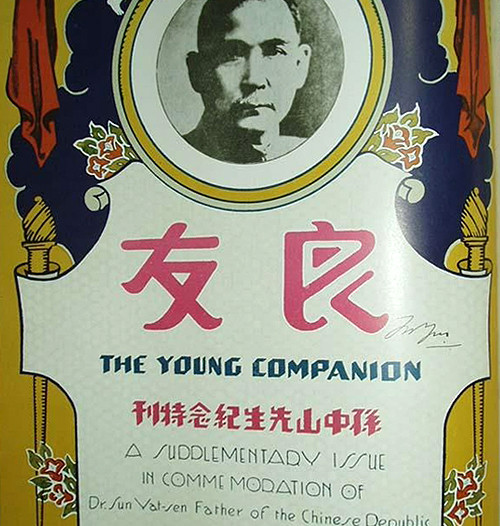 良友
THE YOUNG COMPANION
孫中山先生紀念特刊
A SUPPLEMENTARY ISSUE
IN COMMEMORATION OF
Dr. Sun Yat-sen Father of the Chinese Republic